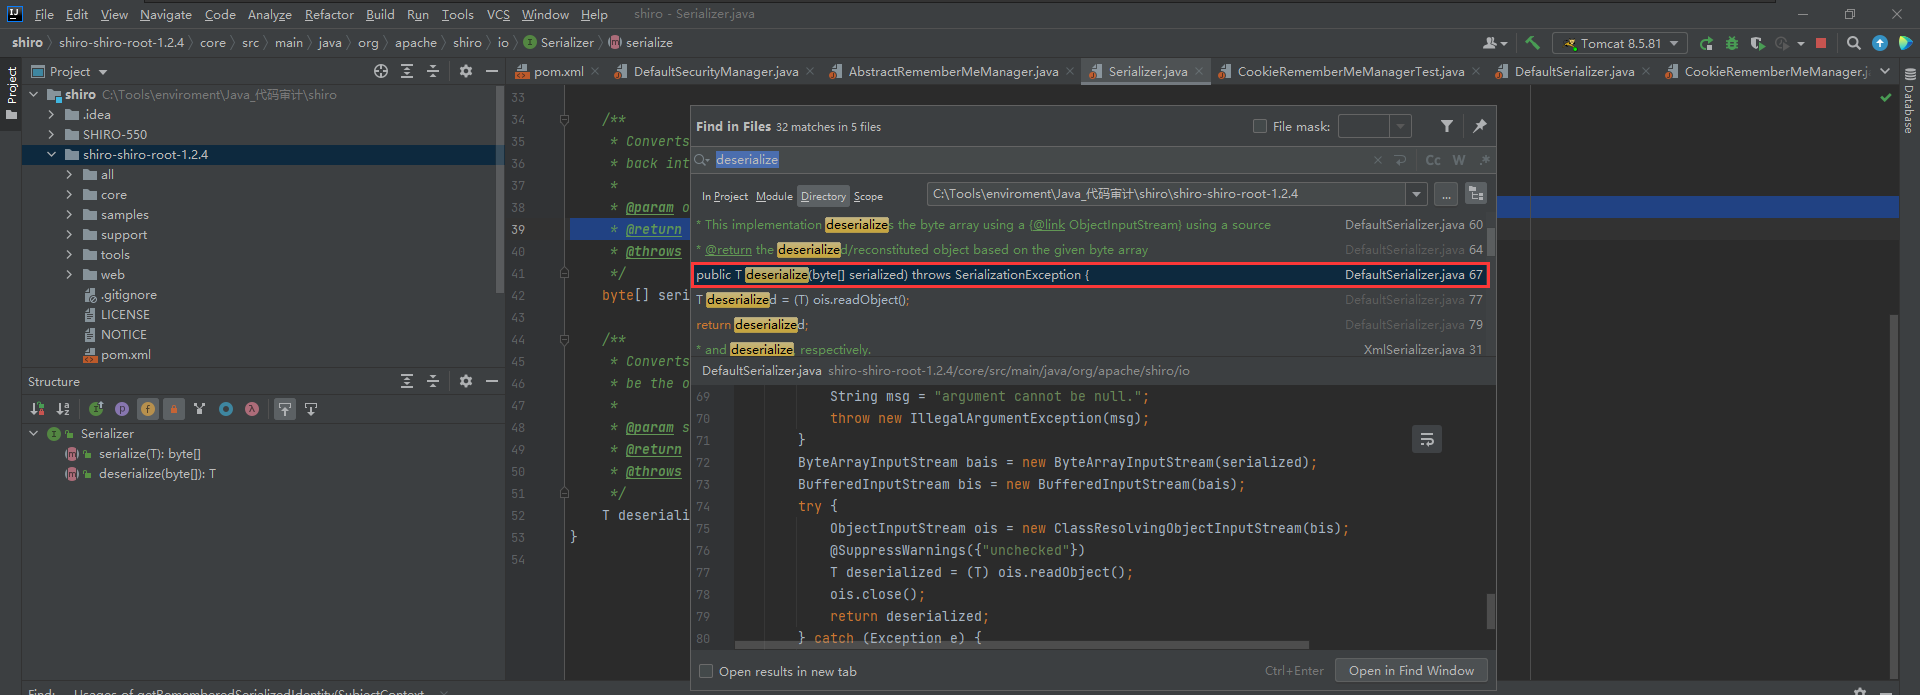 File Edit View Navigate Code Analyze Refactor Build Run Tools VCS Window Help shiro - Serializer.java
shiro shiro-shiro-root-1.2.4 core src main java org apache shiro io Serializer serialize Tomcat 8.5.81
Project
pom.xml DefaultSecurityManager.java AbstractRememberMeManager.java Serializer.java CookieRememberMeManagerTest.java DefaultSerializer.java CookieRememberMeManager.j
Project
Database
shiro C:\Tools\enviroment\Java_代码审计\shiro
.idea
SHIRO-550
shiro-shiro-root-1.2.4
all
core
samples
support
tools
web
.gitignore
LICENSE
NOTICE
pom.xml
Structure
Serializer
serialize(T): byte[]
deserialize(byte[]): T
33
34 /**
35 * Converts
36 * back int
37 *
38 * @param o
39 * @return
40 * @throws
41 */
42 byte[] seri
43
44 /**
45 * Converts
46 * be the o
47 *
48 * @param s
49 * @return
50 * @throws
51 */
52 T deseriali
53 }
54
Find in Files 32 matches in 5 files File mask:
deserialize Cc W .*
In Project Module Directory Scope C:\Tools\enviroment\Java_代码审计\shiro\shiro-shiro-root-1.2.4 ...
* This implementation deserializes the byte array using a {@link ObjectInputStream} using a source DefaultSerializer.java 60
* @return the deserialized/reconstituted object based on the given byte array DefaultSerializer.java 64
public T deserialize(byte[] serialized) throws SerializationException { DefaultSerializer.java 67
T deserialized = (T) ois.readObject(); DefaultSerializer.java 77
return deserialized; DefaultSerializer.java 79
* and deserialize respectively. XmlSerializer.java 31
DefaultSerializer.java shiro-shiro-root-1.2.4/core/src/main/java/org/apache/shiro/io
69 String msg = "argument cannot be null.";
70 throw new IllegalArgumentException(msg);
71 }
72 ByteArrayInputStream bais = new ByteArrayInputStream(serialized);
73 BufferedInputStream bis = new BufferedInputStream(bais);
74 try {
75 ObjectInputStream ois = new ClassResolvingObjectInputStream(bis);
76 @SuppressWarnings({"unchecked"})
77 T deserialized = (T) ois.readObject();
78 ois.close();
79 return deserialized;
80 } catch (Exception e) {
Open results in new tab Ctrl+Enter Open in Find Window
Find: Usages of getRememberedSerializedIdentity(SubjectContext